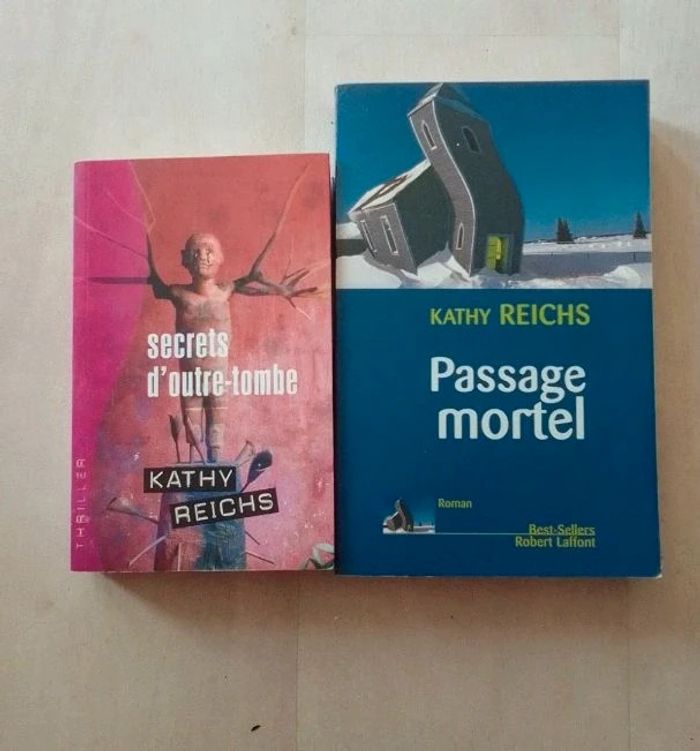 secrets
d'outre-tombe
KATHY
REICHS
THRILLER
KATHY REICHS
Passage
mortel
Roman
Best-Sellers
Robert Laffont